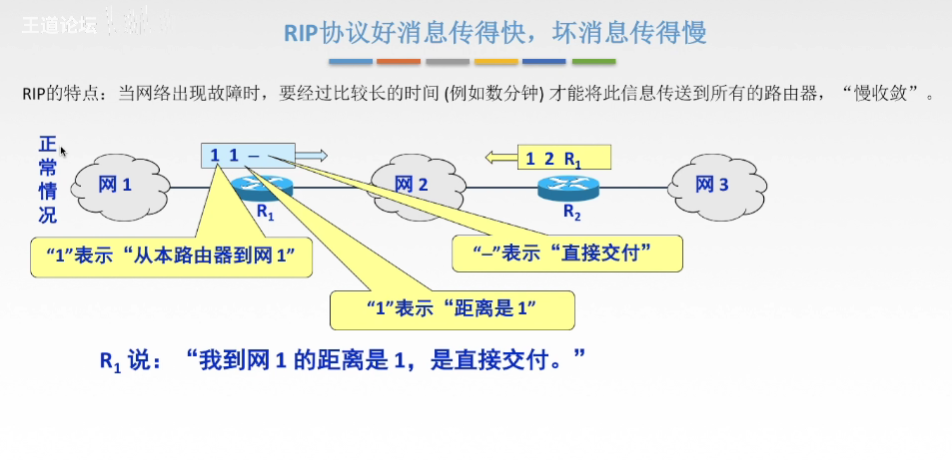 王道论坛
RIP协议好消息传得快，坏消息传得慢
RIP的特点：当网络出现故障时，要经过比较长的时间 (例如数分钟) 才能将此信息传送到所有的路由器，“慢收敛”。
正常情况
1 1 −
1 2 R₁
网 1
网 2
网 3
R₁
R₂
“1”表示“从本路由器到网 1”
“−”表示“直接交付”
“1”表示“距离是 1”
R₁ 说：“我到网 1 的距离是 1，是直接交付。”